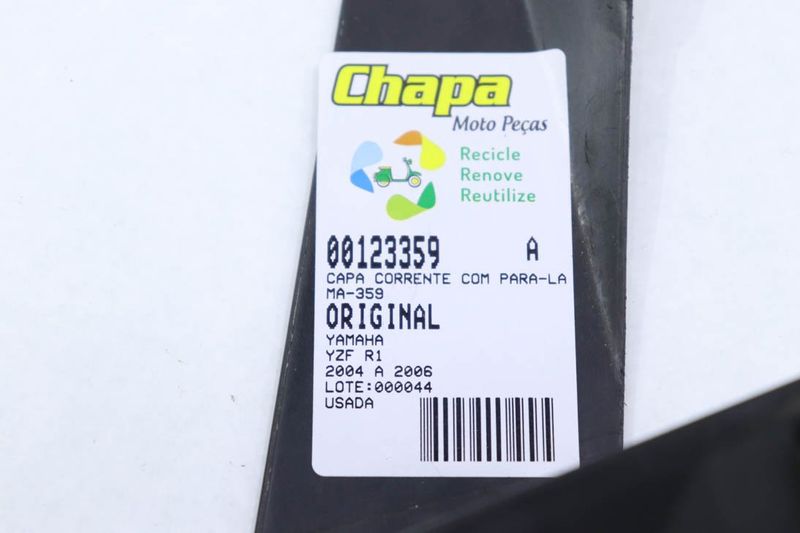 Chapa
Moto Peças
Recicle
Renove
Reutilize
00123359 A
CAPA CORRENTE COM PARA-LA
MA-359
ORIGINAL
YAMAHA
YZF R1
2004 A 2006
LOTE:000044
USADA